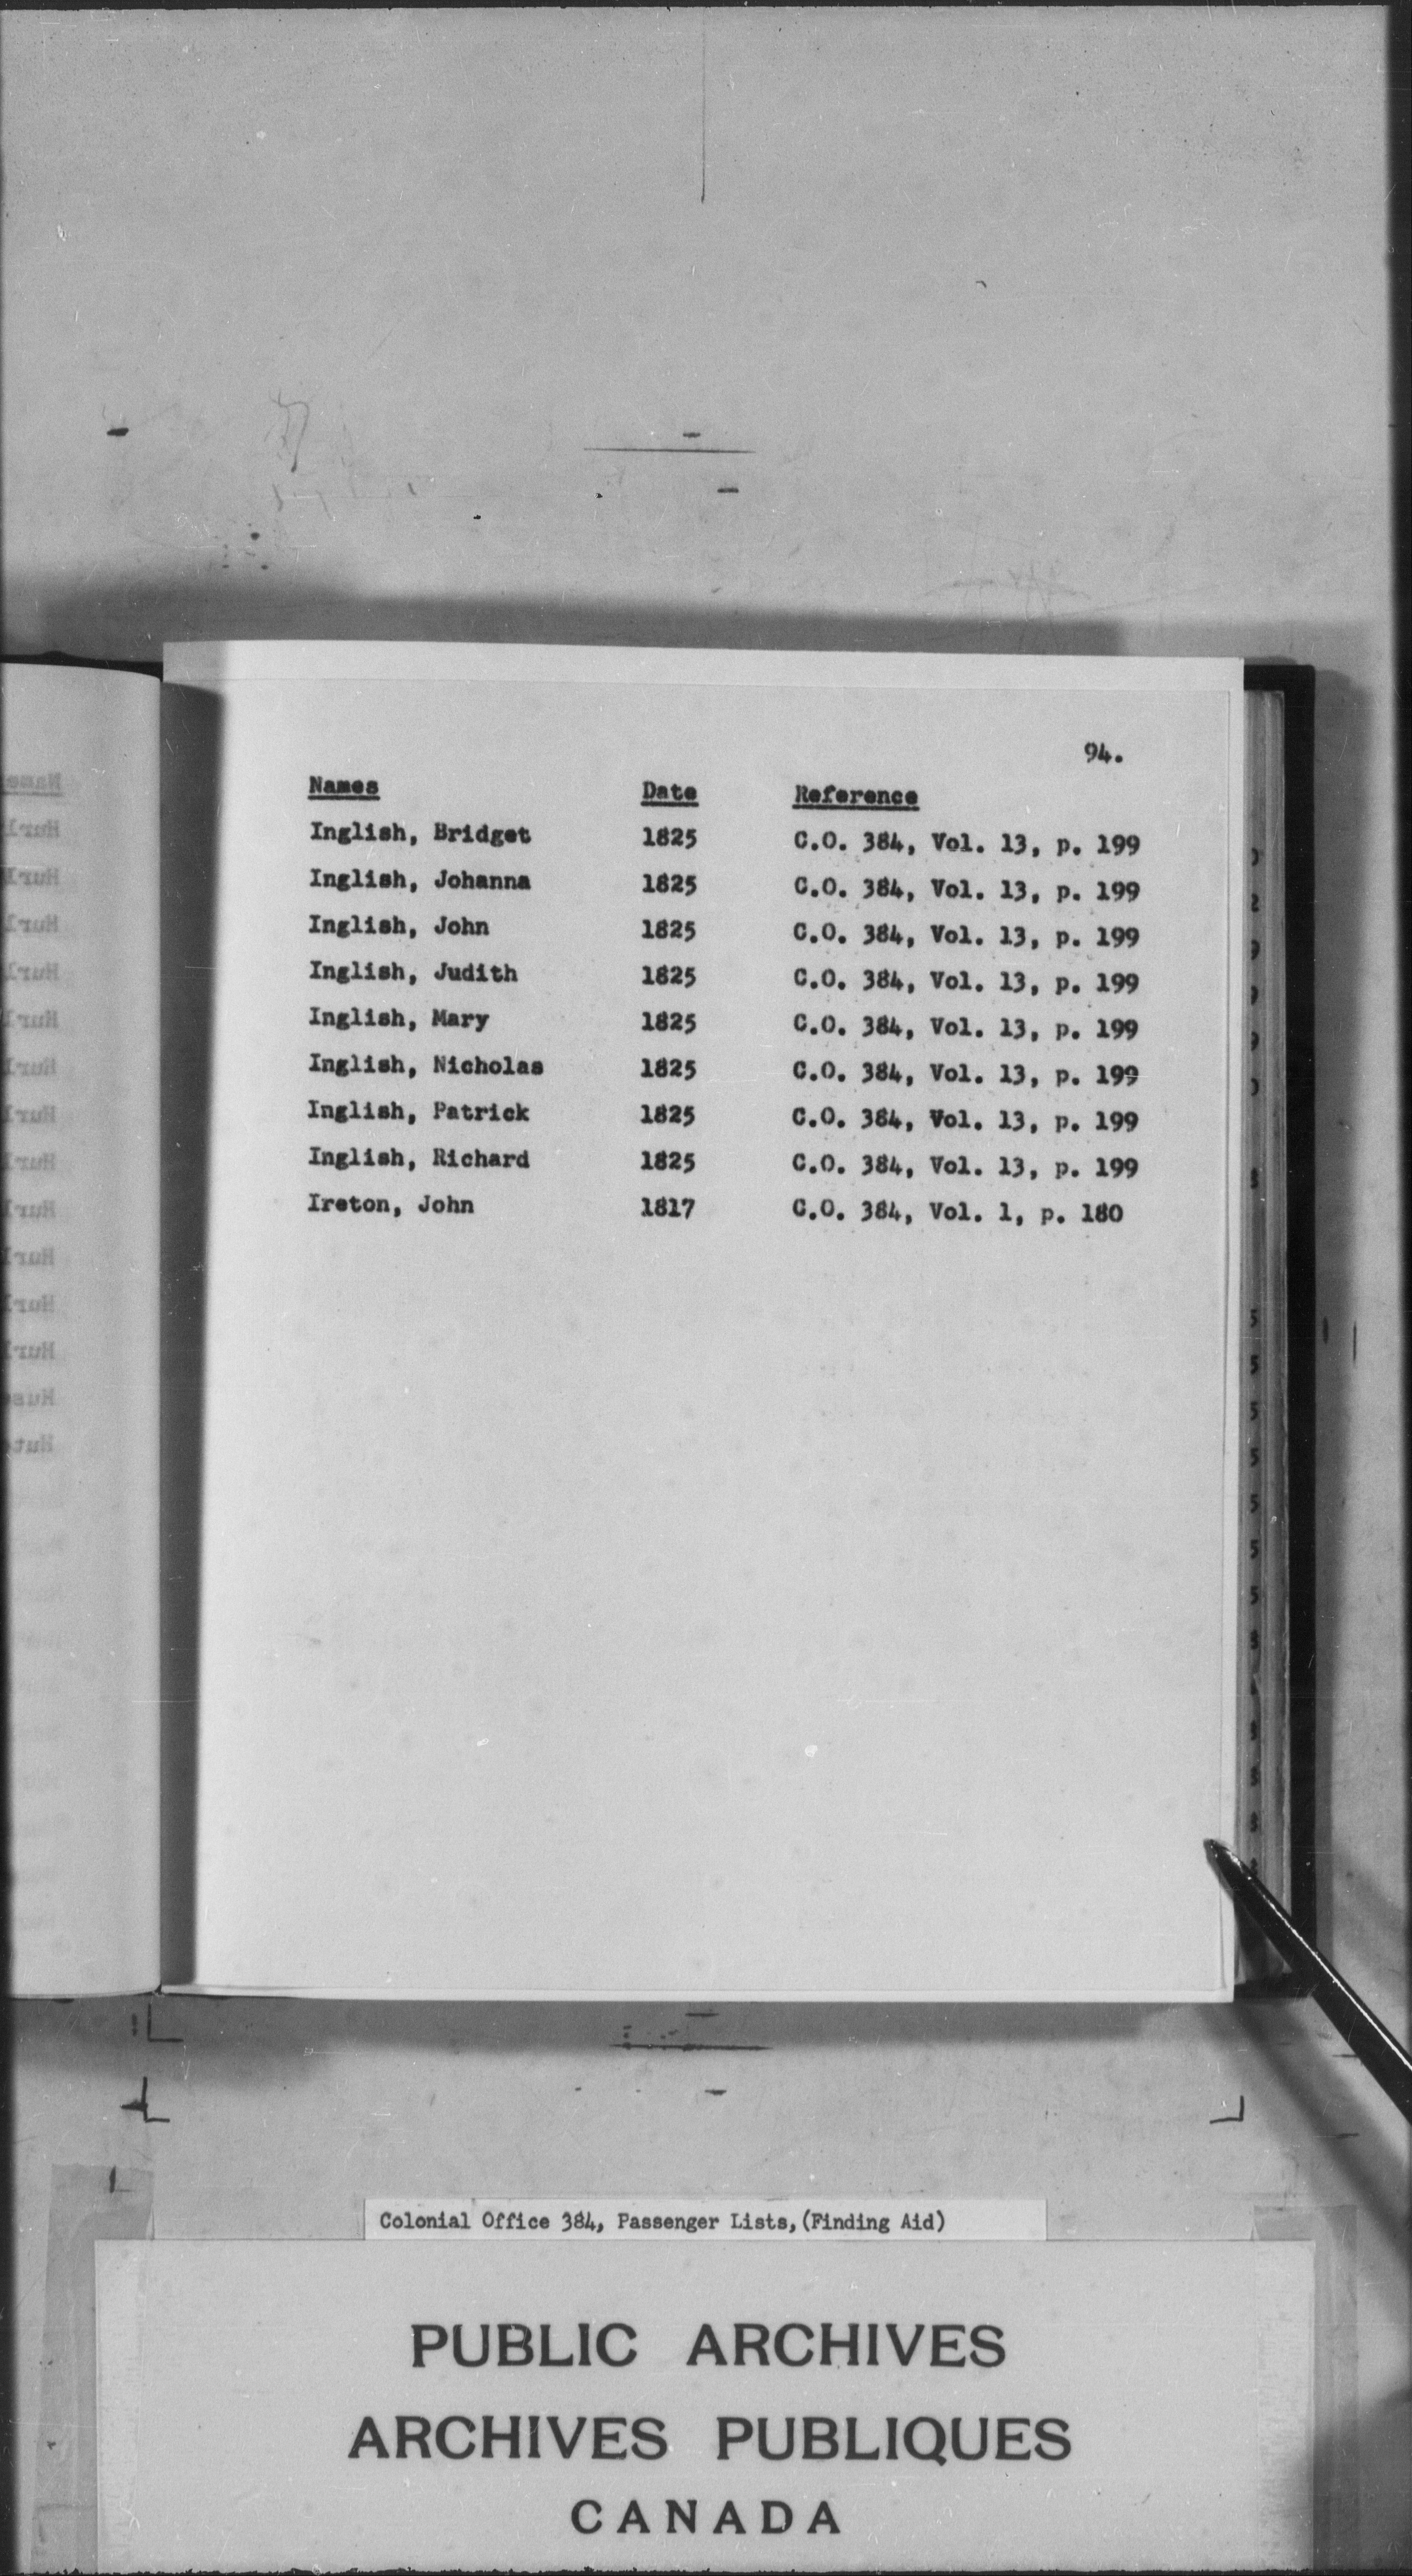 94.
Names Date Reference
Inglish, Bridget 1825 C.O. 384, Vol. 13, p. 199
Inglish, Johanna 1825 C.O. 384, Vol. 13, p. 199
Inglish, John 1825 C.O. 384, Vol. 13, p. 199
Inglish, Judith 1825 C.O. 384, Vol. 13, p. 199
Inglish, Mary 1825 C.O. 384, Vol. 13, p. 199
Inglish, Nicholas 1825 C.O. 384, Vol. 13, p. 199
Inglish, Patrick 1825 C.O. 384, Vol. 13, p. 199
Inglish, Richard 1825 C.O. 384, Vol. 13, p. 199
Ireton, John 1817 C.O. 384, Vol. 1, p. 180
Colonial Office 384, Passenger Lists, (Finding Aid)
PUBLIC ARCHIVES
ARCHIVES PUBLIQUES
CANADA